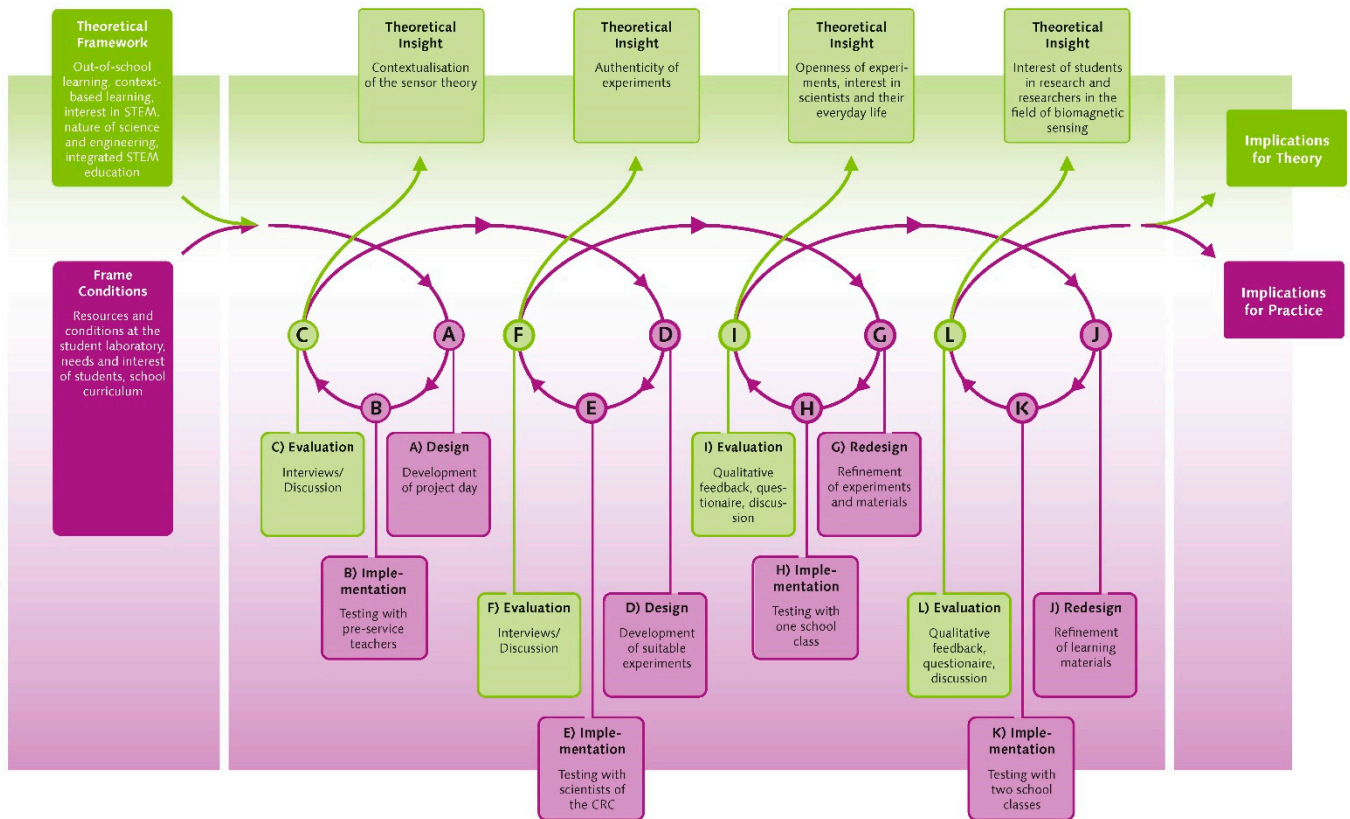 Theoretical
Framework
Out-of-school
learning, context-
based learning,
interest in STEM,
nature of science
and engineering,
integrated STEM
education
Theoretical
Insight
Contextualisation
of the sensor theory
Theoretical
Insight
Authenticity of
experiments
Theoretical
Insight
Openness of experi-
ments, interest in
scientists and their
everyday life
Theoretical
Insight
Interest of students
in research and
researchers in the
field of biomagnetic
sensing
Implications
for Theory
Implications
for Practice
Frame
Conditions
Resources and
conditions at the
student laboratory,
needs and interest
of students, school
curriculum
C
A
B
F
D
E
I
G
H
L
J
K
C) Evaluation
Interviews/
Discussion
A) Design
Development
of project day
B) Imple-
mentation
Testing with
pre-service
teachers
F) Evaluation
Interviews/
Discussion
D) Design
Development
of suitable
experiments
E) Imple-
mentation
Testing with
scientists of
the CRC
I) Evaluation
Qualitative
feedback, ques-
tionaire, discus-
sion
G) Redesign
Refinement
of experiments
and materials
H) Imple-
mentation
Testing with
one school
class
L) Evaluation
Qualitative
feedback,
questionaire,
discussion
J) Redesign
Refinement
of learning
materials
K) Imple-
mentation
Testing with
two school
classes